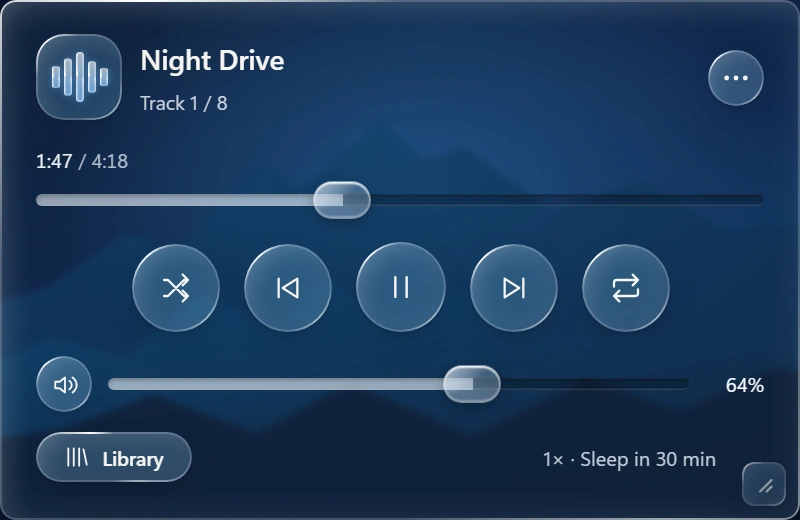 Night Drive
Track 1 / 8
1:47 / 4:18
64%
Library
1× · Sleep in 30 min